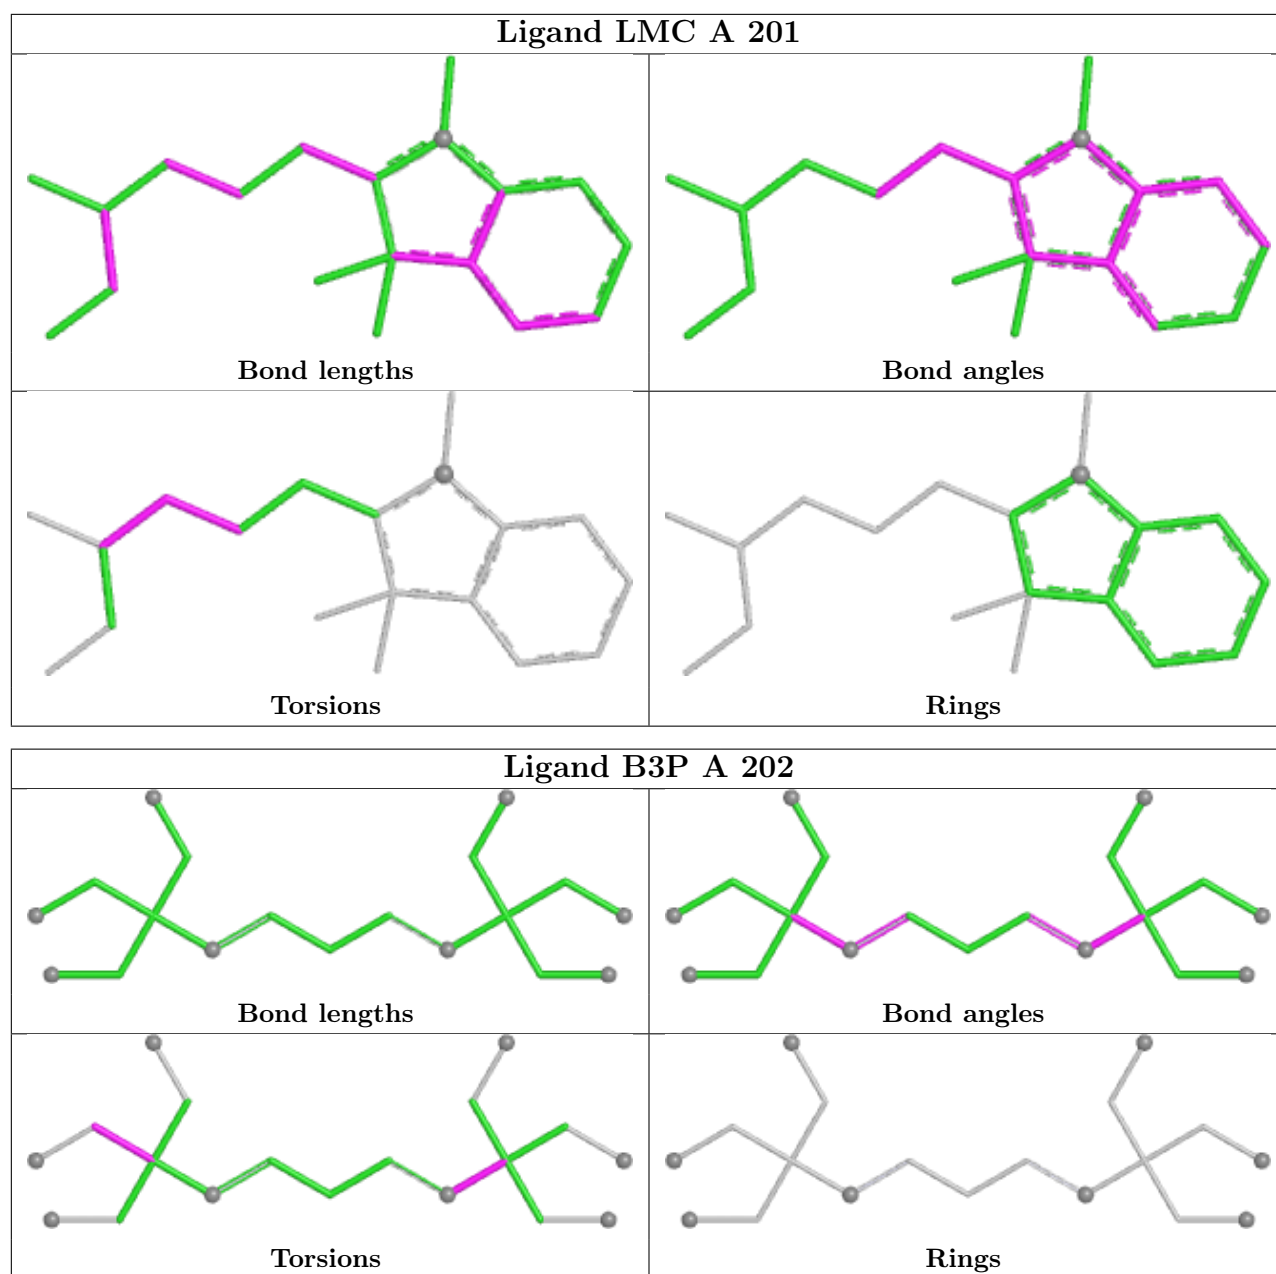 Ligand LMC A 201
Bond lengths
Bond angles
Torsions
Rings
Ligand B3P A 202
Bond lengths
Bond angles
Torsions
Rings